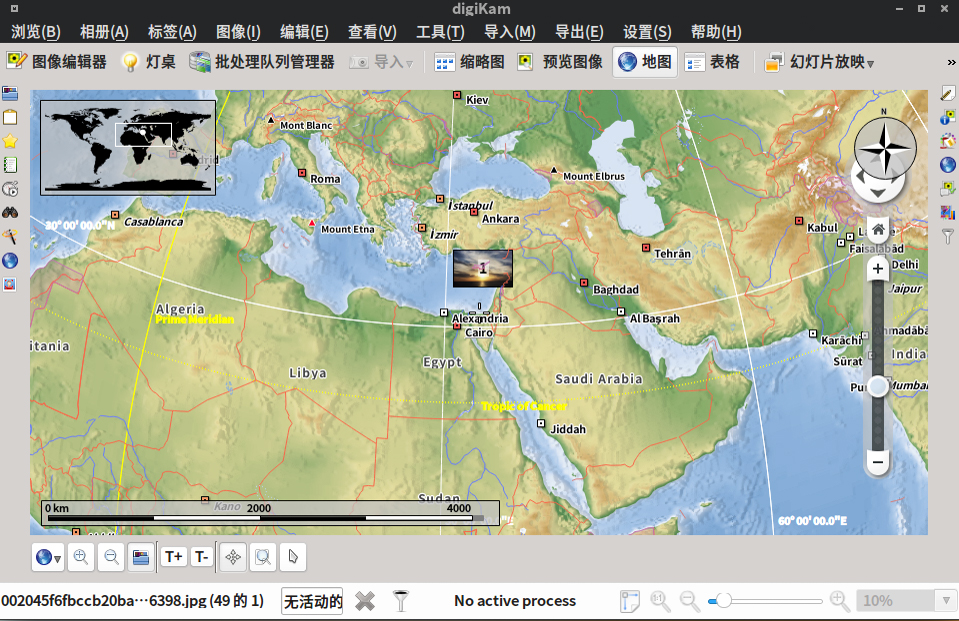 digiKam
浏览(B) 相册(A) 标签(A) 图像(I) 编辑(E) 查看(V) 工具(T) 导入(M) 导出(E) 设置(S) 帮助(H)
图像编辑器 灯桌 批处理队列管理器 导入 缩略图 预览图像 地图 表格 幻灯片放映 »
Kiev
N
Mont Blanc
Mount Elbrus
Roma
İstanbul
Ankara
Casablanca
30° 00' 00.0"N
Mount Etna
İzmir
Kabul
Faisalabād
Tehrān
Delhi
1
Baghdad
Jaipur
Algeria
Prime Meridian
Alexandria
Al Başrah
Cairo
Karāchi
itania
Egypt
India
Libya
Sūrat
Saudi Arabia
Mumbai
Tropic of Cancer
Jiddah
Sudan
Kano
0 km 2000 4000
60° 00' 00.0"E
T+ T-
002045f6fbccb20ba···6398.jpg (49 的 1) 无活动的 No active process 1:1 10%